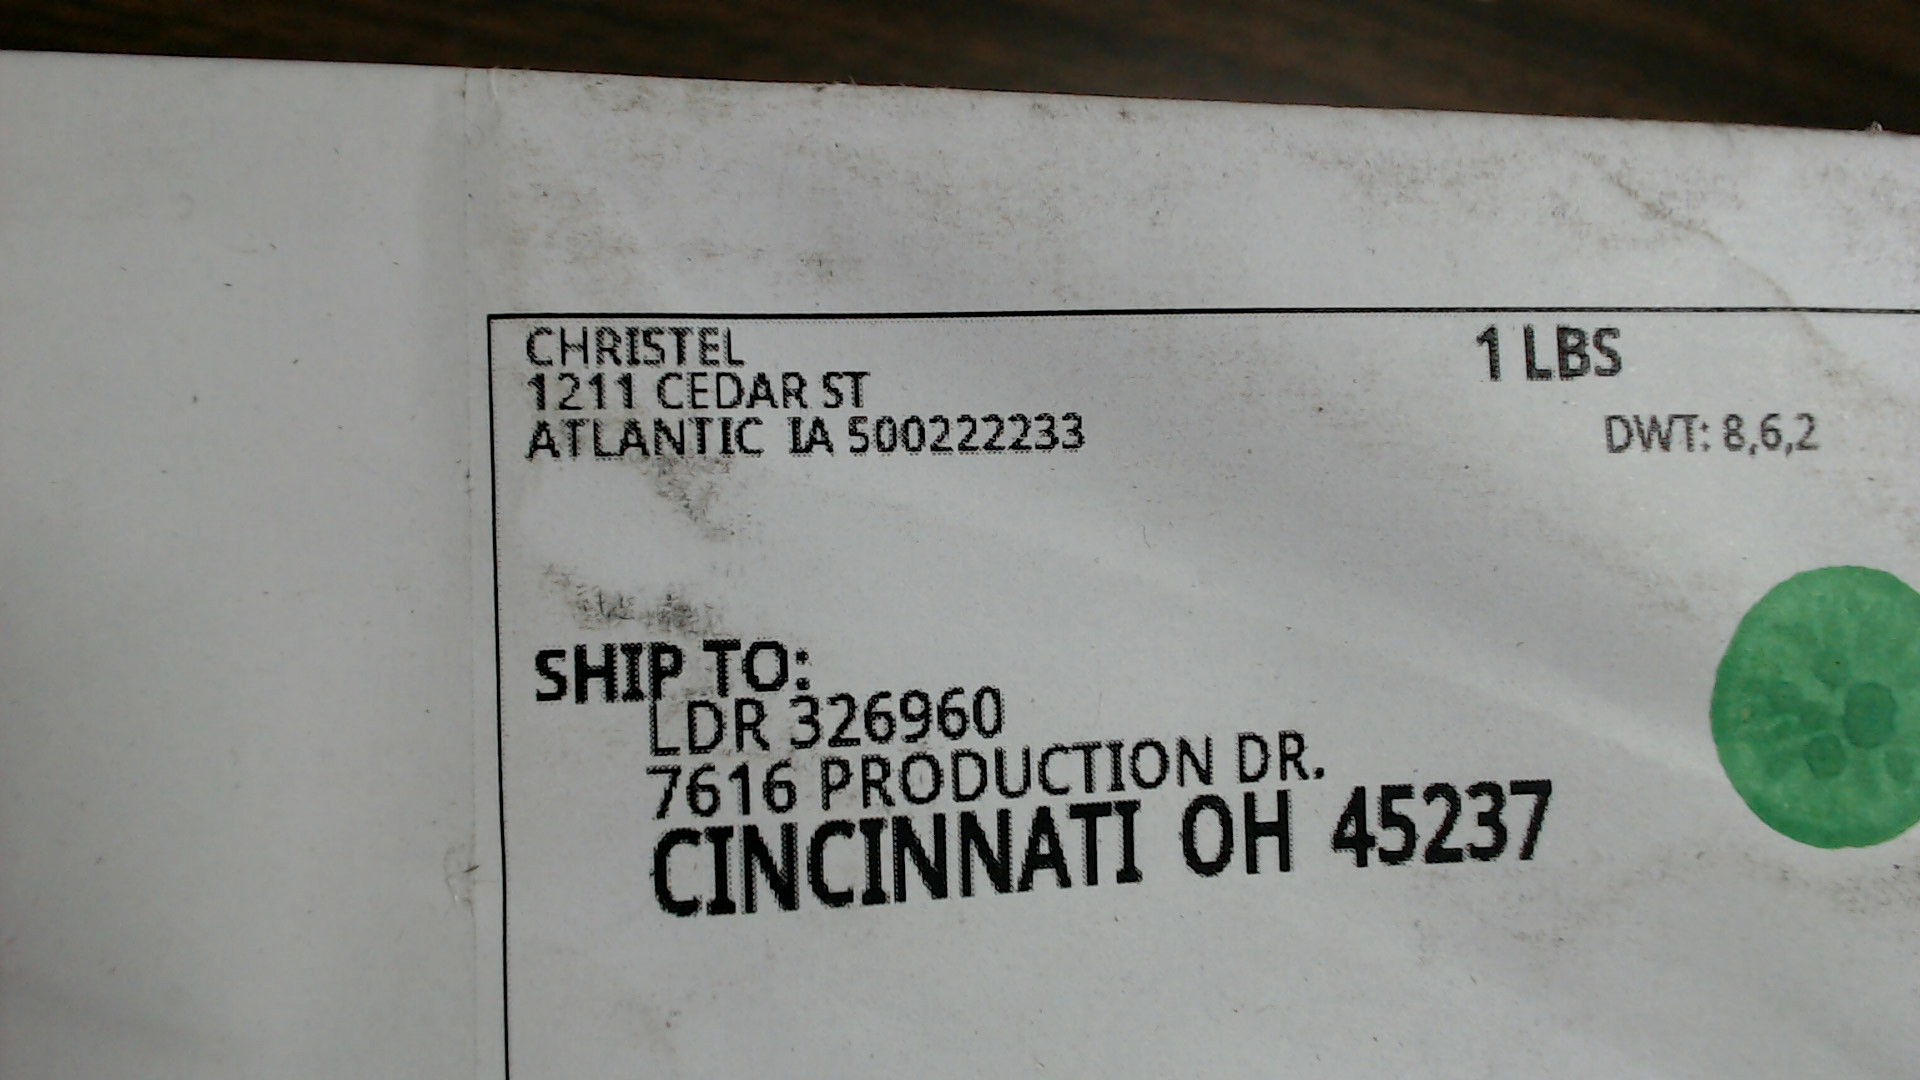 CHRISTEL
1211 CEDAR ST
ATLANTIC IA 500222233
1 LBS
DWT: 8,6,2
SHIP TO:
LDR 326960
7616 PRODUCTION DR.
CINCINNATI OH 45237